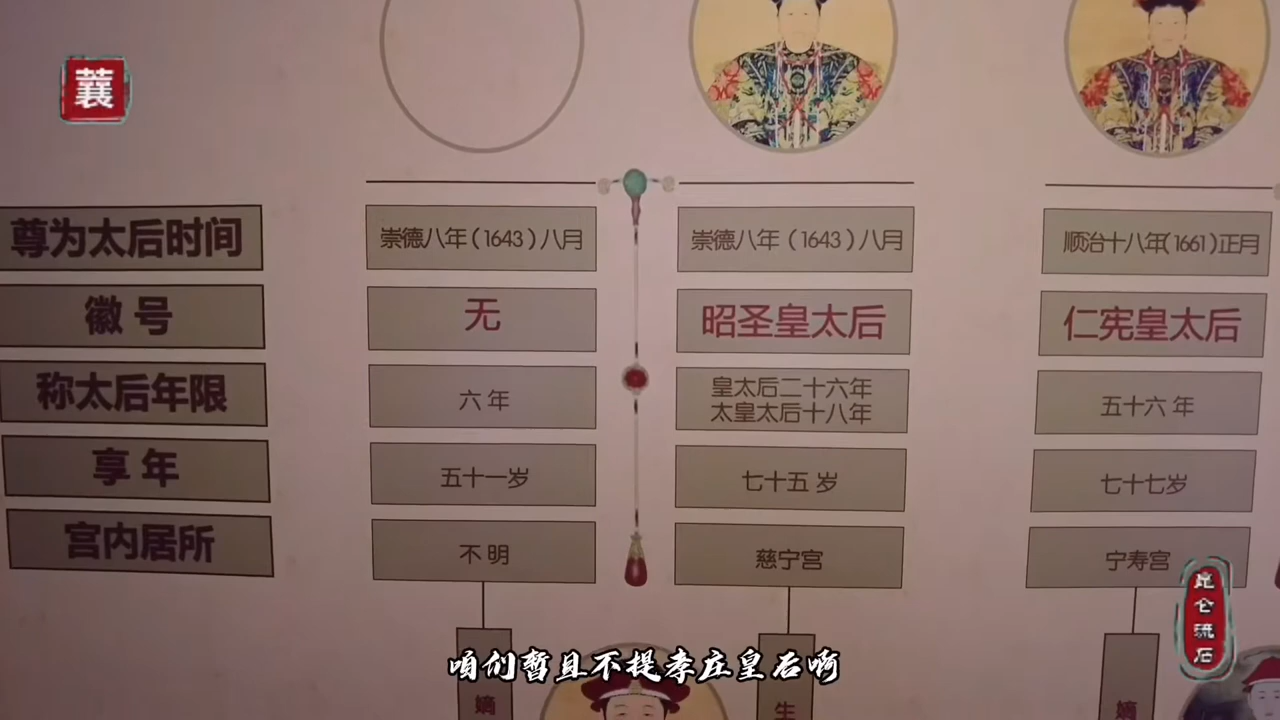 蘘
尊为太后时间
崇德八年(1643)八月
崇德八年(1643)八月
顺治十八年(1661)正月
徽号
无
昭圣皇太后
仁宪皇太后
称太后年限
六年
皇太后二十六年
太皇太后十八年
五十六年
享年
五十一岁
七十五岁
七十七岁
宫内居所
不明
慈宁宫
宁寿宫
昆仑流石
咱们暂且不提孝庄皇后啊
嫡
生
嫡